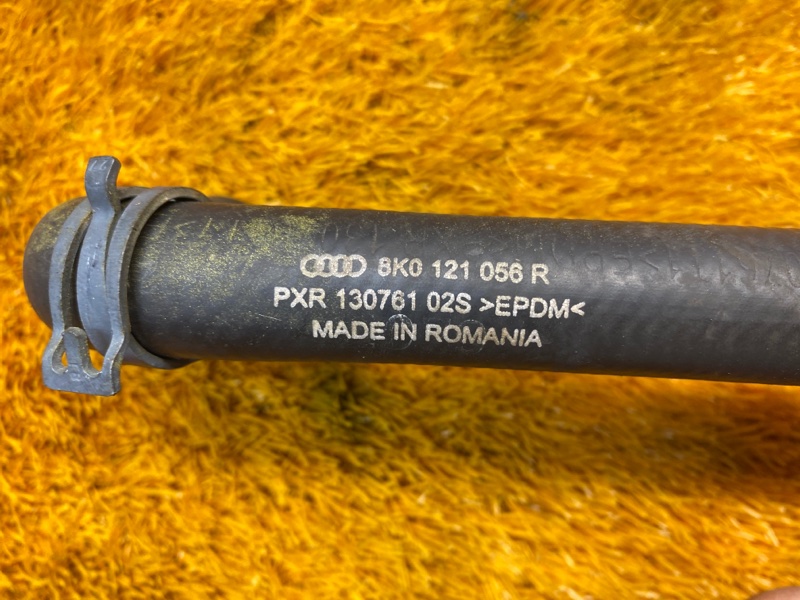 8K0 121 056 R
PXR 130761 02S >EPDM<
MADE IN ROMANIA